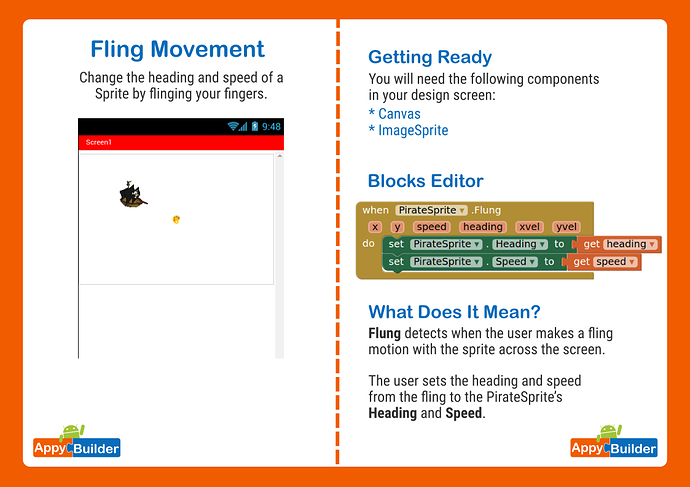 Fling Movement
Change the heading and speed of a
Sprite by flinging your fingers.
9:48
Screen1
AppyBuilder
Getting Ready
You will need the following components
in your design screen:
* Canvas
* ImageSprite
Blocks Editor
when PirateSprite .Flung
x y speed heading xvel yvel
do set PirateSprite . Heading to get heading
set PirateSprite . Speed to get speed
What Does It Mean?
Flung detects when the user makes a fling
motion with the sprite across the screen.
The user sets the heading and speed
from the fling to the PirateSprite's
Heading and Speed.
AppyBuilder